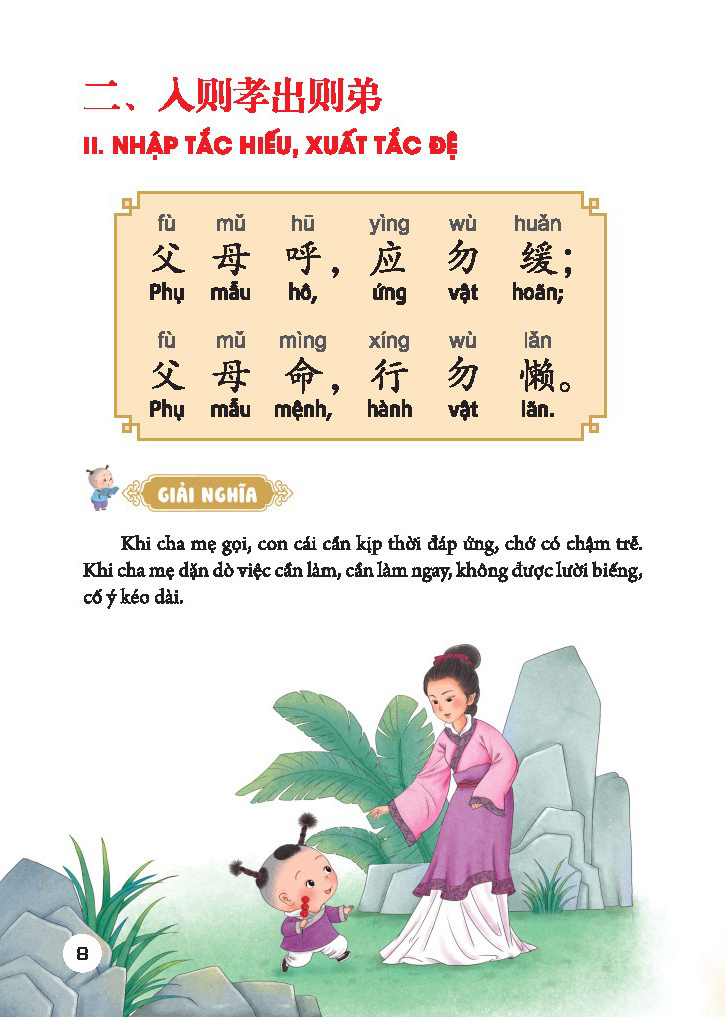 二、入则孝出则弟
II. NHẬP TẮC HIẾU, XUẤT TẮC ĐỆ
fù mǔ hū yìng wù huǎn
父 母 呼，应 勿 缓；
Phụ mẫu hô, ứng vật hoãn;
fù mǔ mìng xíng wù lǎn
父 母 命，行 勿 懒。
Phụ mẫu mệnh, hành vật lãn.
GIẢI NGHĨA
Khi cha mẹ gọi, con cái cần kịp thời đáp ứng, chớ có chậm trễ.
Khi cha mẹ dặn dò việc cần làm, cần làm ngay, không được lười biếng,
cố ý kéo dài.
8